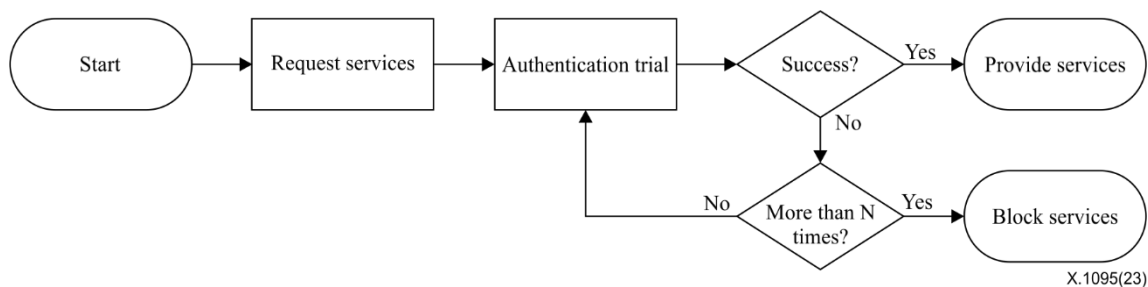 Start
Request services
Authentication trial
Success?
Yes
Provide services
No
No
More than N
times?
Yes
Block services
X.1095(23)